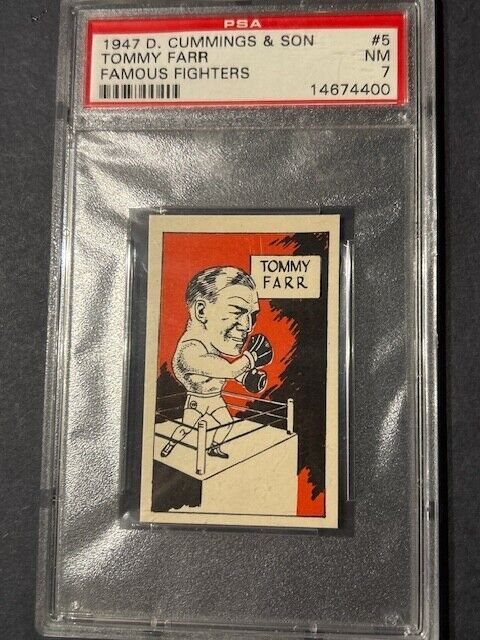 PSA
1947 D. CUMMINGS & SON #5
TOMMY FARR NM
FAMOUS FIGHTERS 7
14674400
TOMMY
FARR